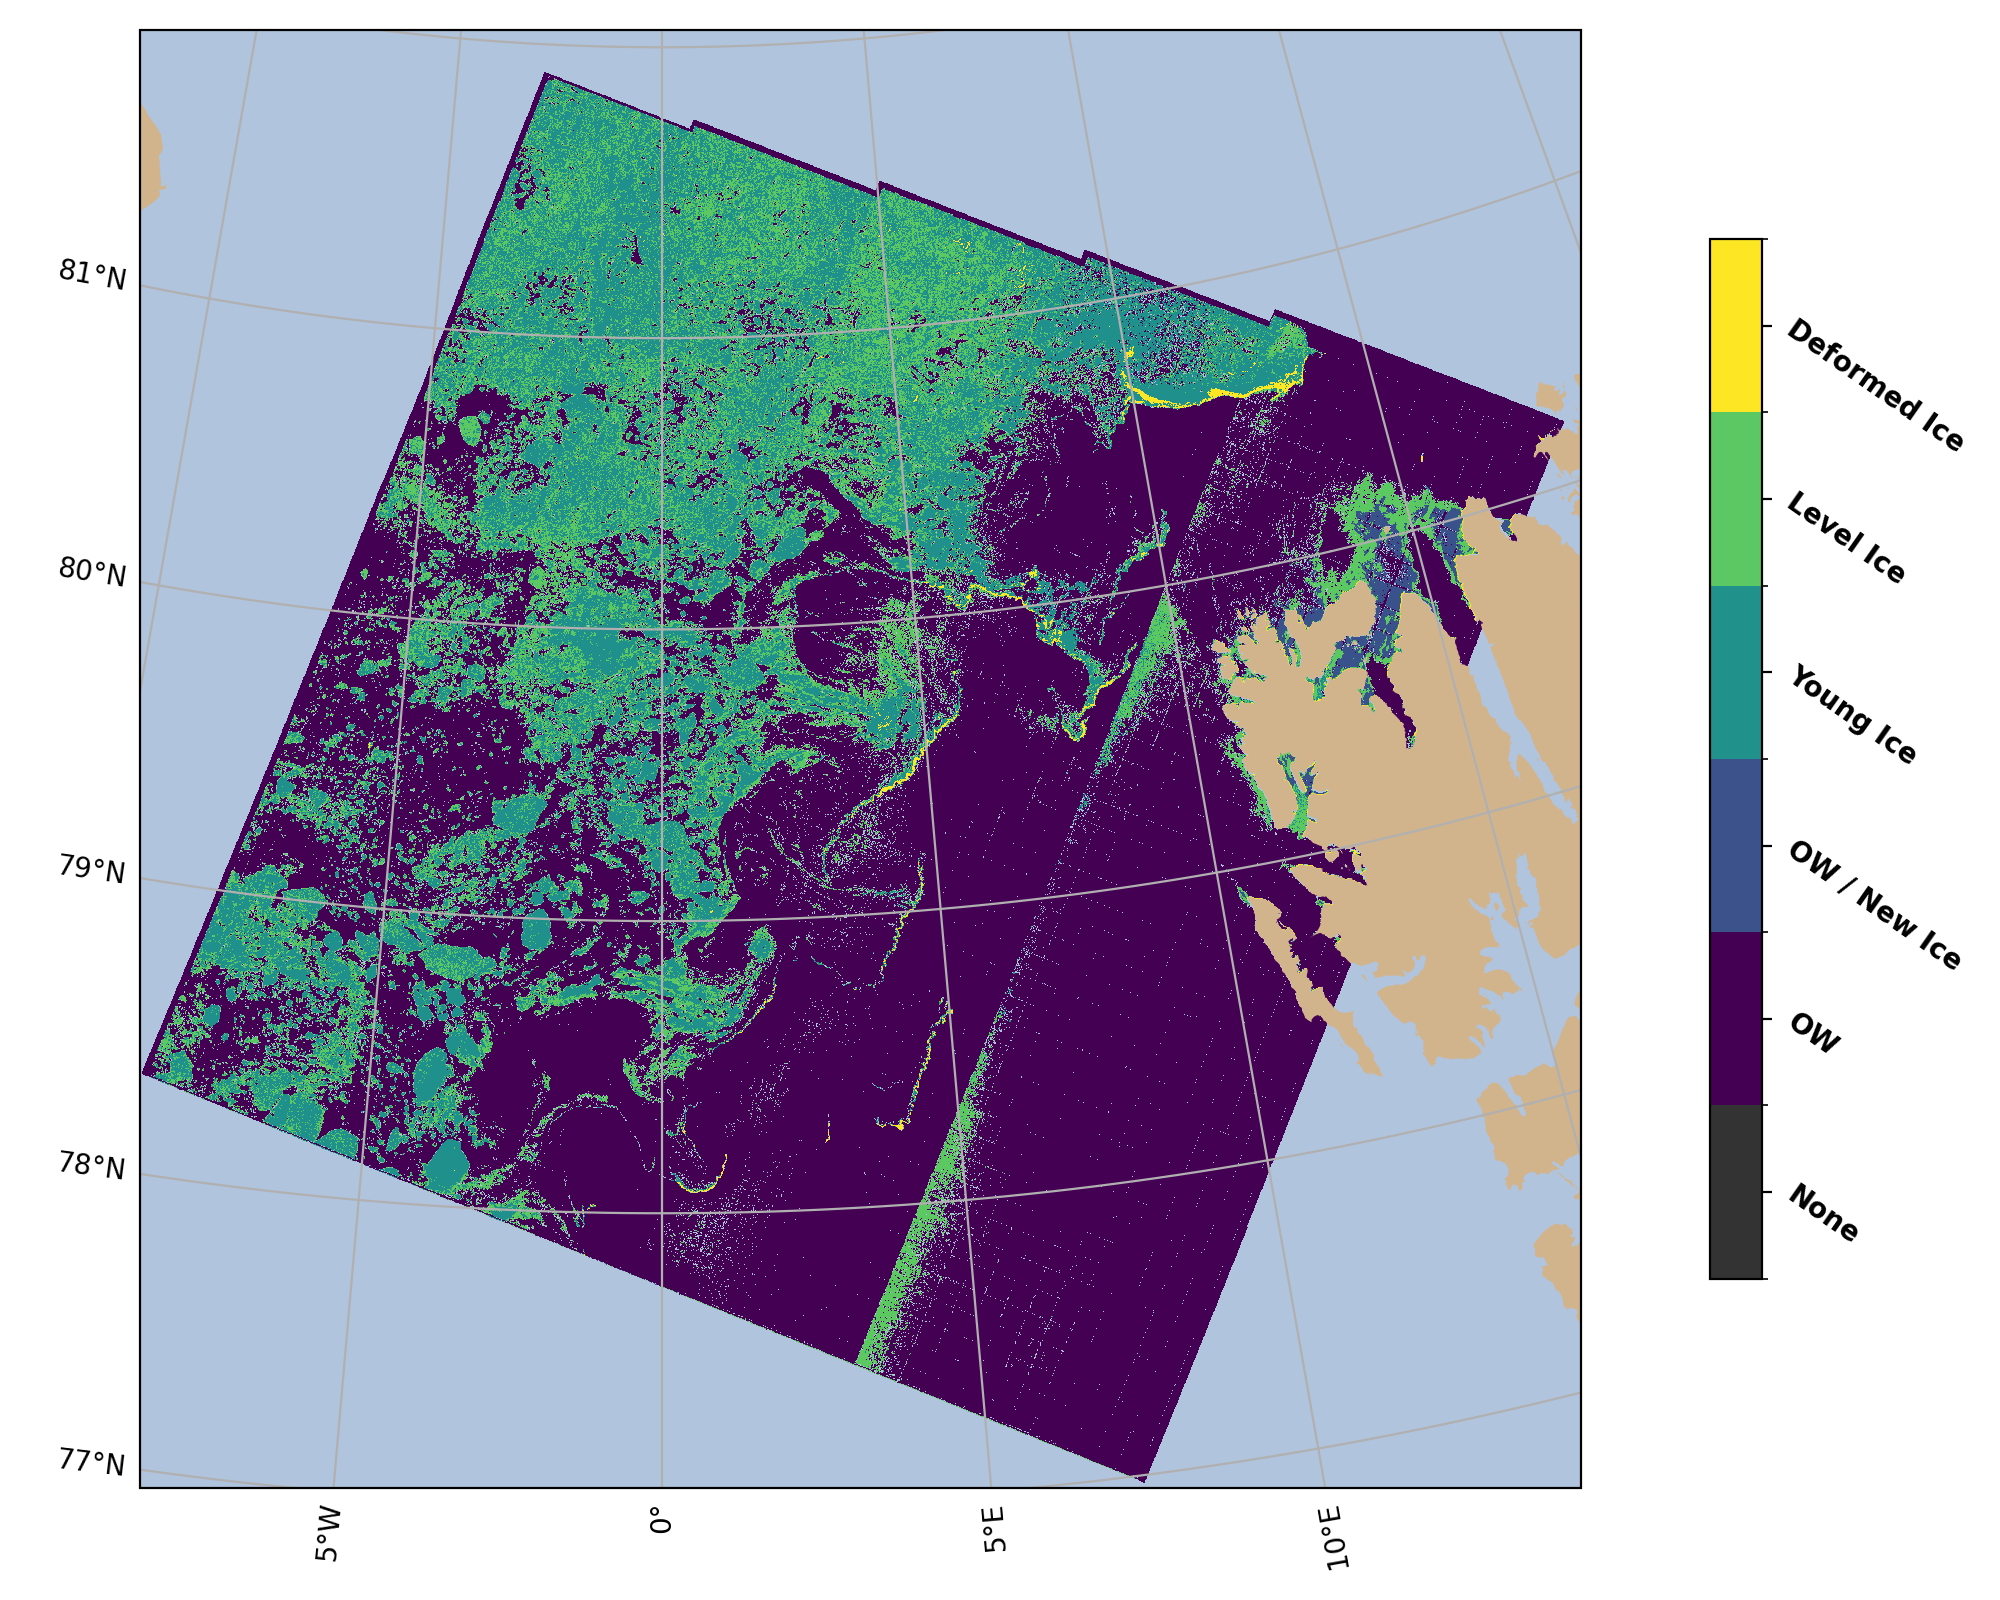 81°N
80°N
79°N
78°N
77°N
5°W
0°
5°E
10°E
Deformed Ice
Level Ice
Young Ice
OW / New Ice
OW
None